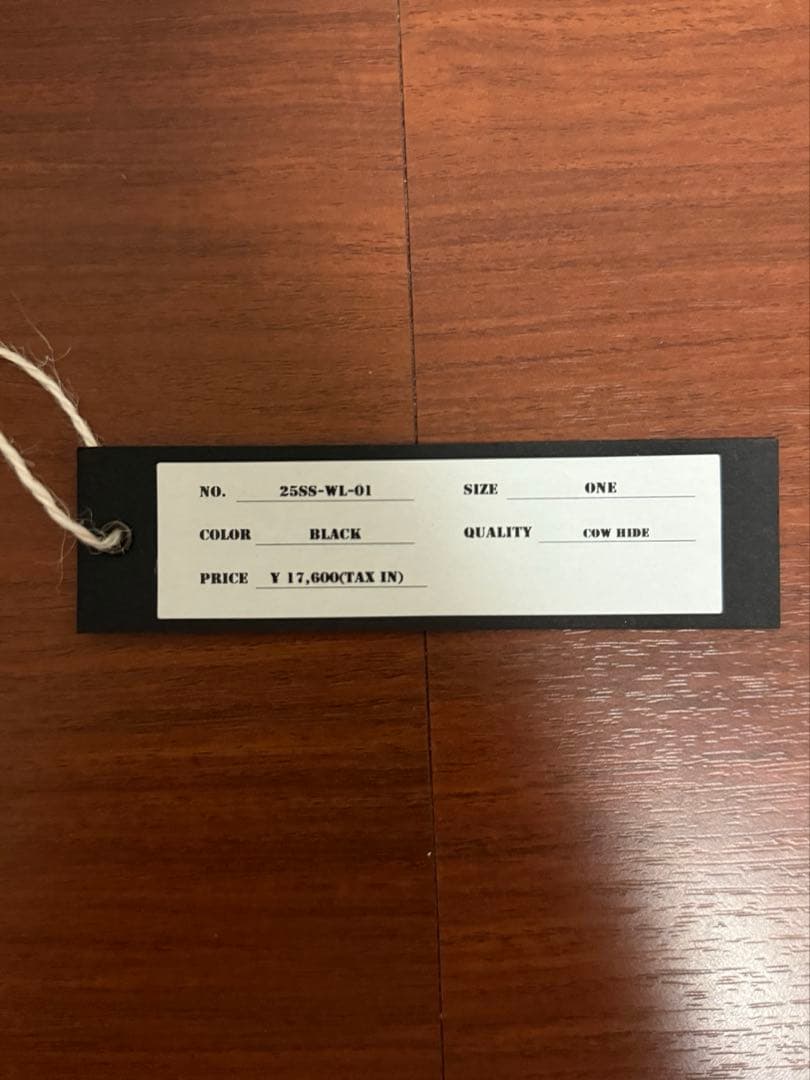 NO. 25SS-WL-01 SIZE ONE
COLOR BLACK QUALITY COW HIDE
PRICE ¥ 17,600(TAX IN)